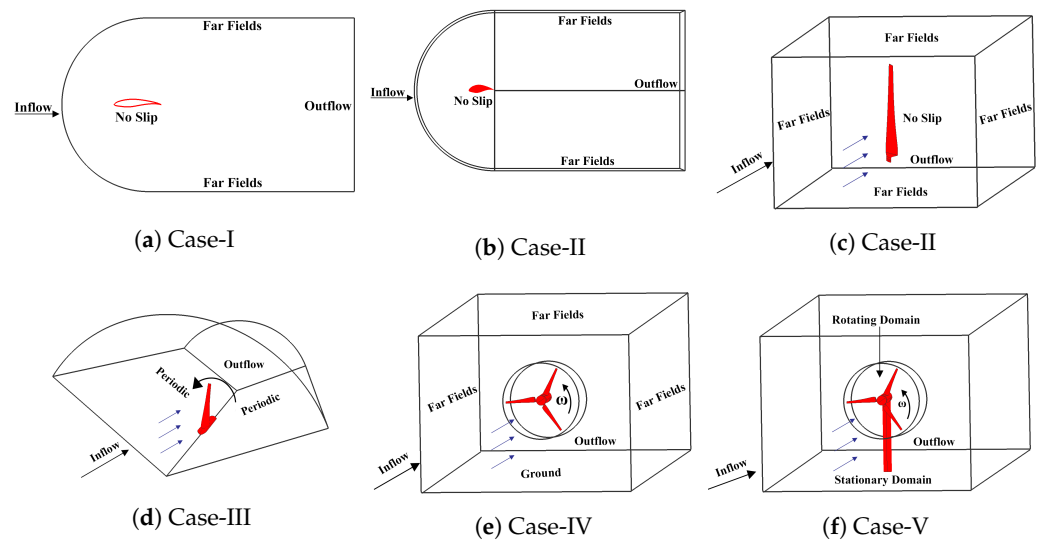 Far Fields
Inflow
No Slip
Outflow
Far Fields
(a) Case-I
Far Fields
Inflow
No Slip
Outflow
Far Fields
(b) Case-II
Far Fields
Far Fields
No Slip
Far Fields
Inflow
Outflow
Far Fields
(c) Case-II
Outflow
Periodic
Periodic
Inflow
(d) Case-III
Far Fields
Far Fields
ω
Far Fields
Outflow
Inflow
Ground
(e) Case-IV
Rotating Domain
ω
Outflow
Inflow
Stationary Domain
(f) Case-V